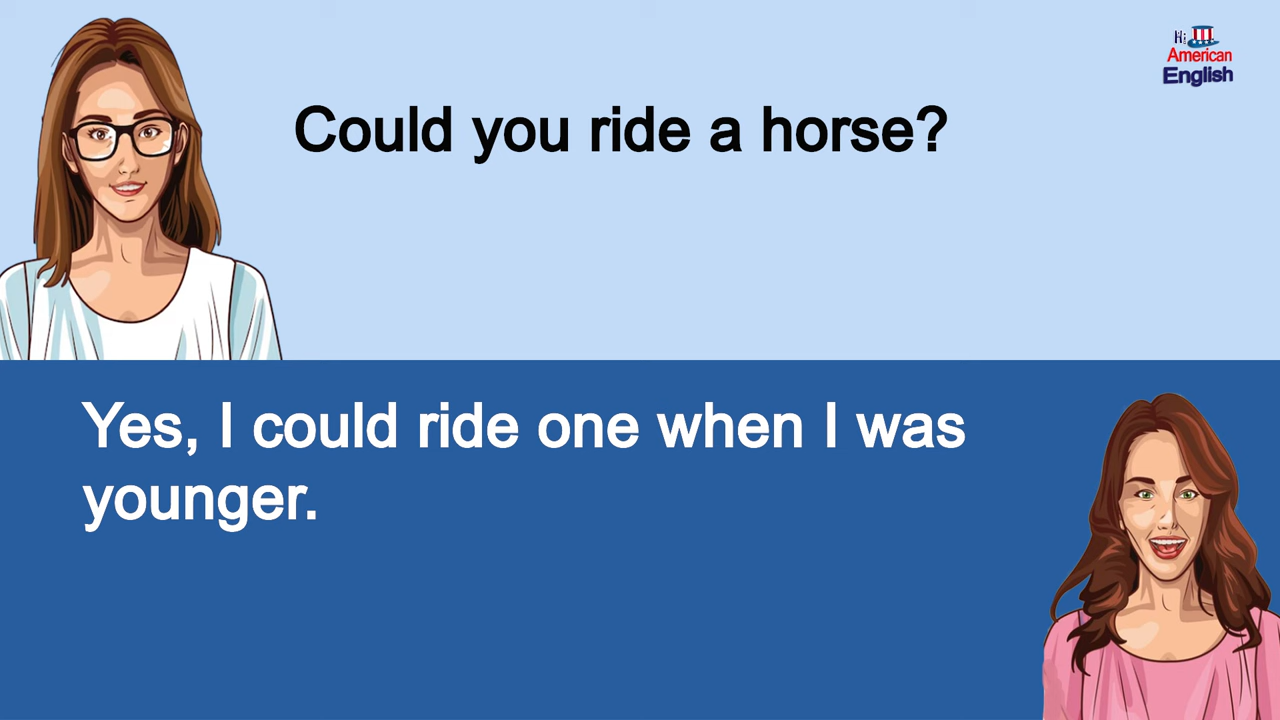 Hi
American
English
Could you ride a horse?
Yes, I could ride one when I was
younger.